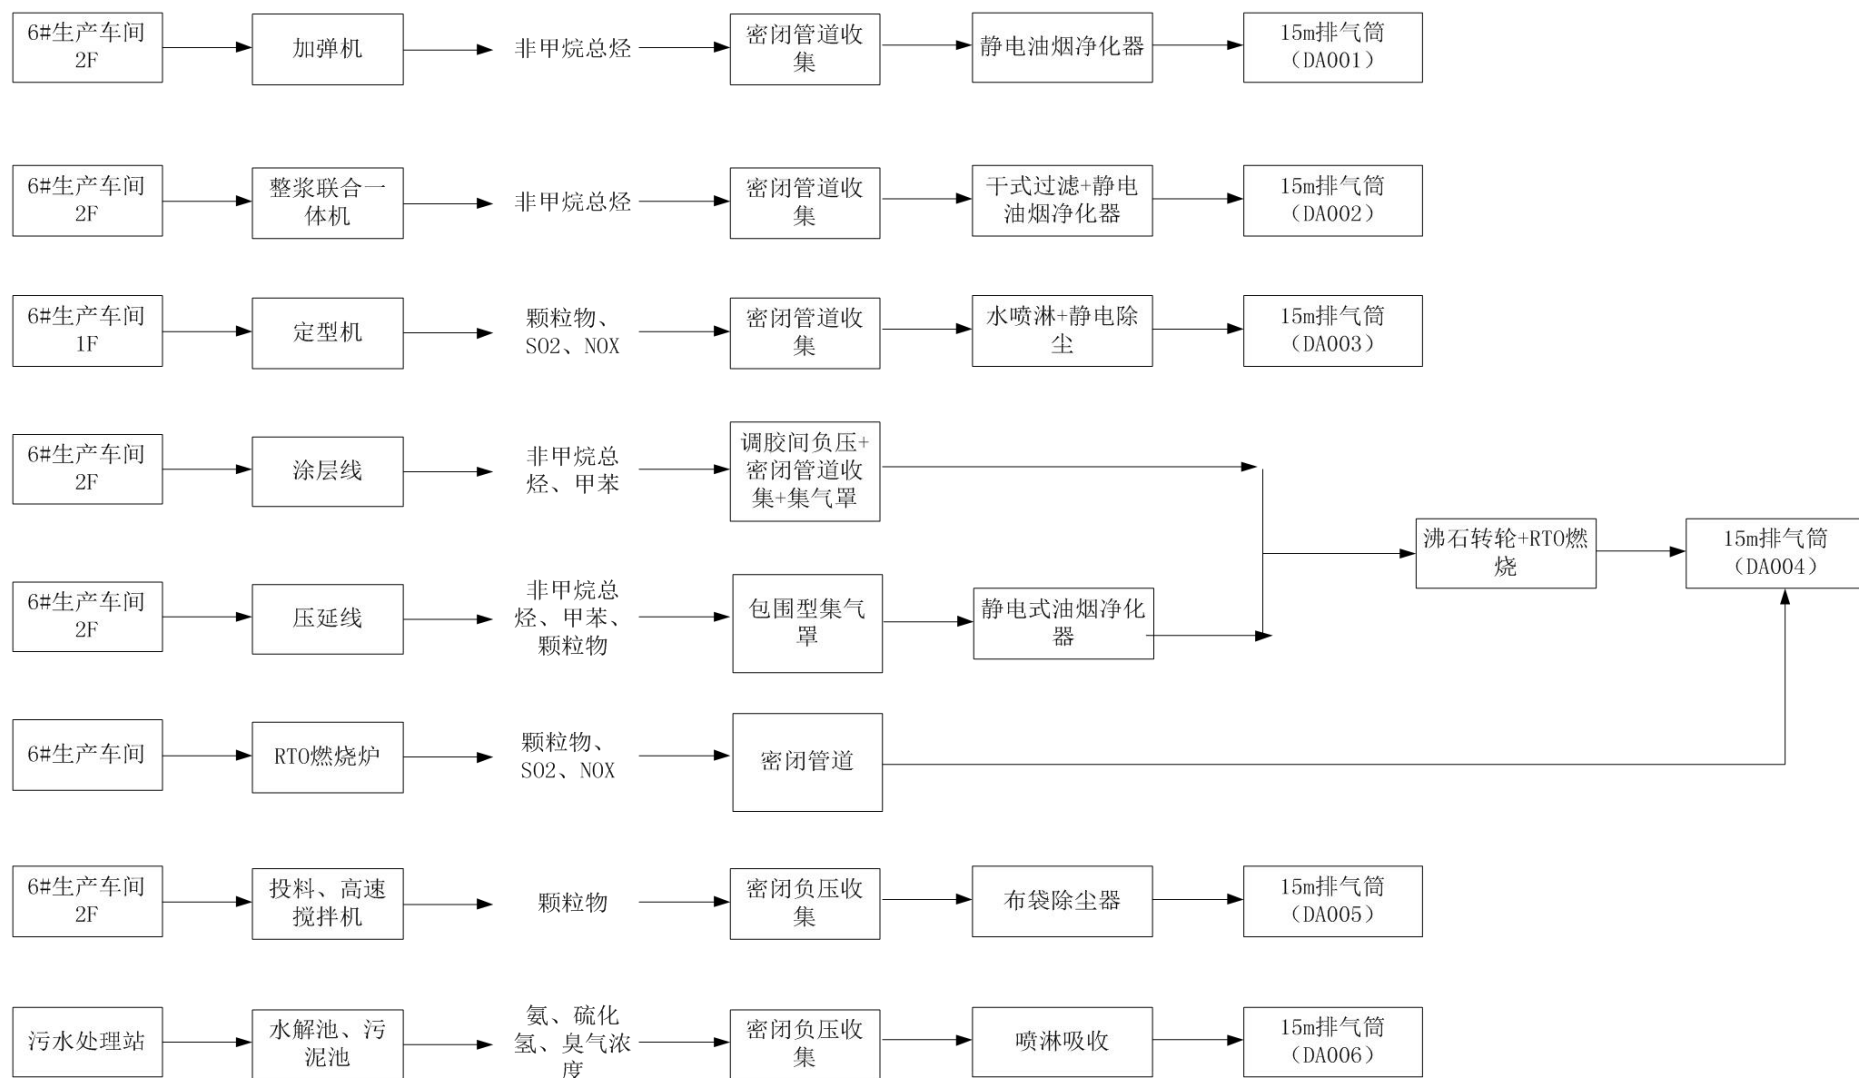 6#生产车间
2F
加弹机
非甲烷总烃
密闭管道收
集
静电油烟净化器
15m排气筒
（DA001）
6#生产车间
2F
整浆联合一
体机
非甲烷总烃
密闭管道收
集
干式过滤+静电
油烟净化器
15m排气筒
（DA002）
6#生产车间
1F
定型机
颗粒物、
SO2、NOX
密闭管道收
集
水喷淋+静电除
尘
15m排气筒
（DA003）
6#生产车间
2F
涂层线
非甲烷总
烃、甲苯
调胶间负压+
密闭管道收
集+集气罩
沸石转轮+RTO燃
烧
15m排气筒
（DA004）
6#生产车间
2F
压延线
非甲烷总
烃、甲苯、
颗粒物
包围型集气
罩
静电式油烟净化
器
6#生产车间
RTO燃烧炉
颗粒物、
SO2、NOX
密闭管道
6#生产车间
2F
投料、高速
搅拌机
颗粒物
密闭负压收
集
布袋除尘器
15m排气筒
（DA005）
污水处理站
水解池、污
泥池
氨、硫化
氢、臭气浓
度
密闭负压收
集
喷淋吸收
15m排气筒
（DA006）